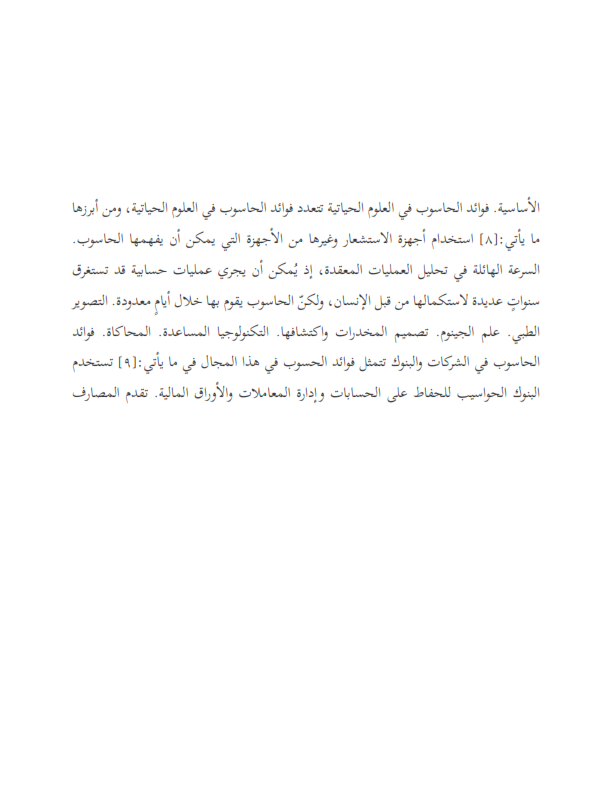 الأساسية. فوائد الحاسوب في العلوم الحياتية تتعدد فوائد الحاسوب في العلوم الحياتية، ومن أبرزها
ما يأتي:[٨] استخدام أجهزة الاستشعار وغيرها من الأجهزة التي يمكن أن يفهمها الحاسوب.
السرعة الهائلة في تحليل العمليات المعقدة، إذ يُمكن أن يجري عمليات حسابية قد تستغرق
سنواتٍ عديدة لاستكمالها من قبل الإنسان، ولكنّ الحاسوب يقوم بها خلال أيامٍ معدودة. التصوير
الطبي. علم الجينوم. تصميم المخدرات واكتشافها. التكنولوجيا المساعدة. المحاكاة. فوائد
الحاسوب في الشركات والبنوك تتمثل فوائد الحسوب في هذا المجال في ما يأتي:[٩] تستخدم
البنوك الحواسيب للحفاظ على الحسابات وإدارة المعاملات والأوراق المالية. تقدم المصارف